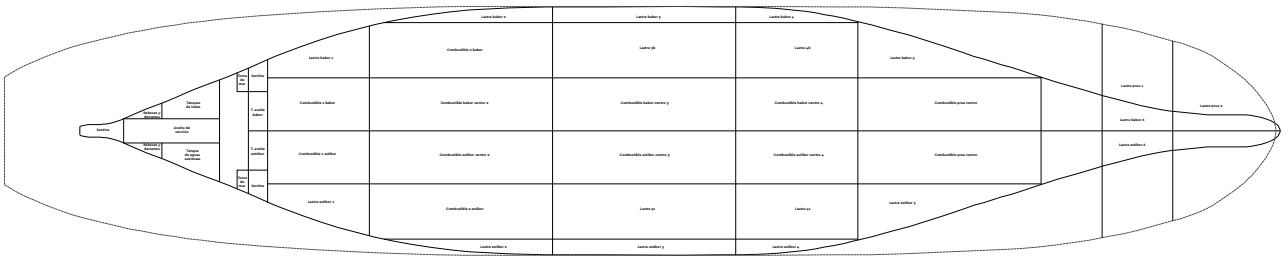 Lastre babor 2
Lastre babor 3
Lastre babor 4
Combustible 2 babor
Lastre 3b
Lastre 4b
Lastre babor 1
Lastre babor 5
Toma
de
mar
Sentina
Lastre proa 1
Combustible 1 babor
Combustible babor centro 2
Combustible babor centro 3
Combustible babor centro 4
Combustible proa centro
Tanques
de lodos
Lastre proa 2
Reboses y
derrames
T. aceite
babor
Lastre babor 6
Sentina
Aceite de
servicio
Lastre estibor 6
Reboses y
derrames
Tanque
de aguas
aceitosas
T. aceite
estribor
Combustible 1 estibor
Combustible estibor centro 2
Combustible estibor centro 3
Combustible estibor centro 4
Combustible proa centro
Toma
de
mar
Sentina
Lastre estibor 1
Lastre estibor 5
Combustible 2 estibor
Lastre 3e
Lastre 4e
Lastre estibor 2
Lastre estibor 3
Lastre estibor 4